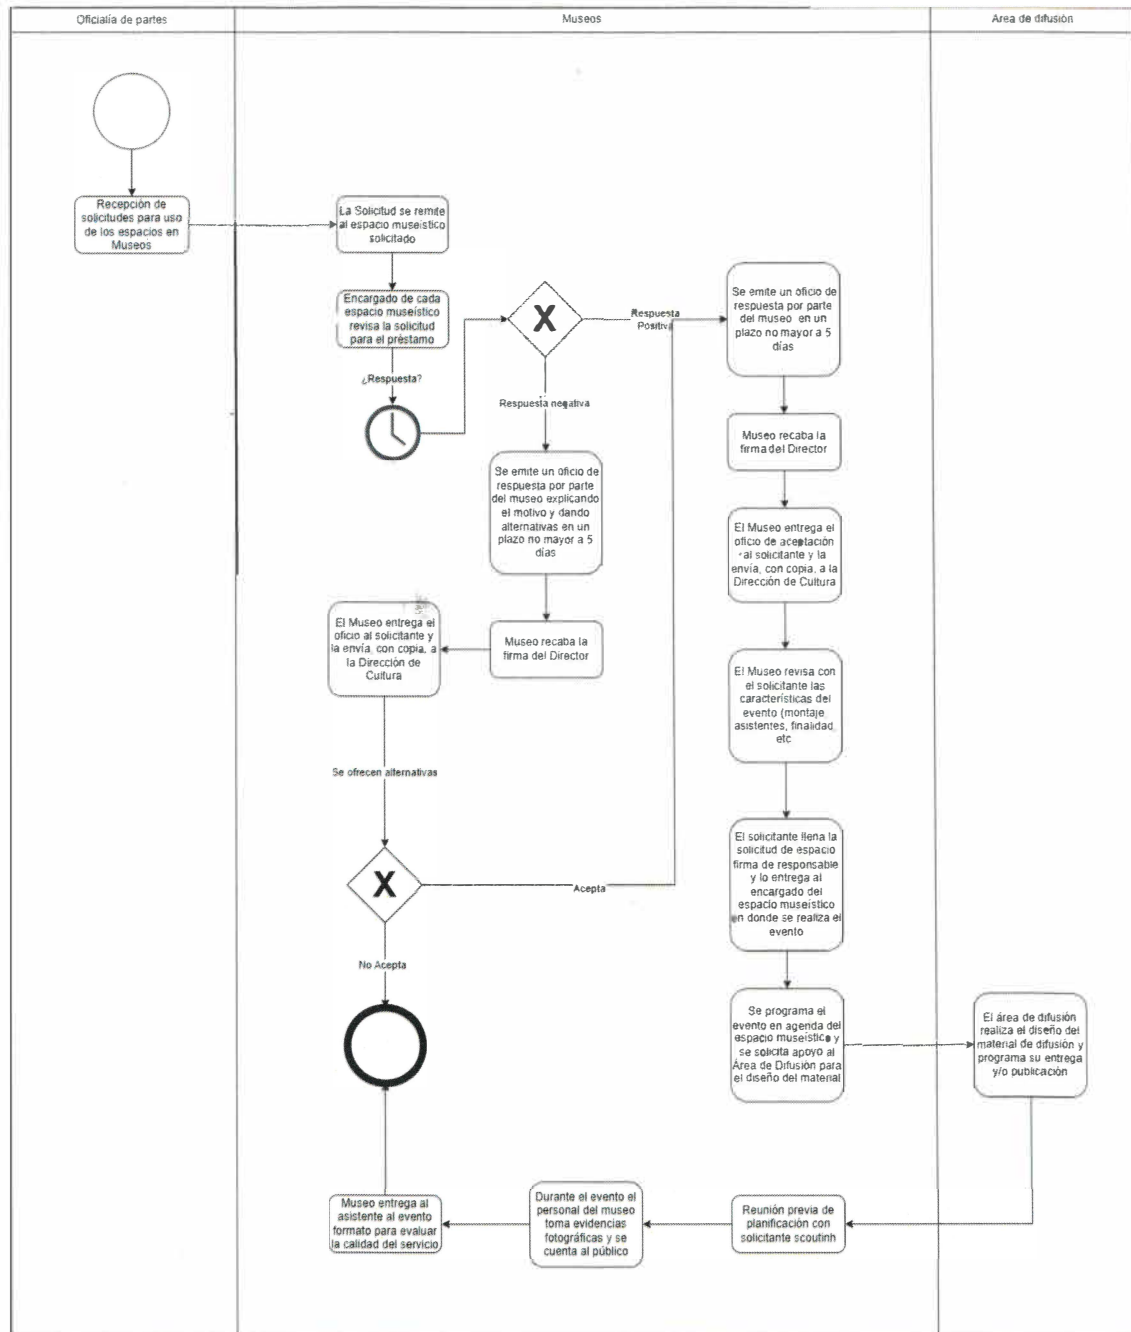 Oficialía de partes
Museos
Area de difusión
Recepción de
solicitudes para uso
de los espacios en
Museos
La Solicitud se remite
al espacio museístico
solicitado
Encargado de cada
espacio museístico
revisa la solicitud
para el préstamo
¿Respuesta?
X
Respuesta
Positiva
Respuesta negativa
Se emite un oficio de
respuesta por parte
del museo explicando
el motivo y dando
alternativas en un
plazo no mayor a 5
días
Museo recaba la
firma del Director
El Museo entrega el
oficio al solicitante y
la envía, con copia, a
la Dirección de
Cultura
Se ofrecen alternativas
X
Acepta
No Acepta
Se emite un oficio de
respuesta por parte
del museo en un
plazo no mayor a 5
días
Museo recaba la
firma del Director
El Museo entrega el
oficio de aceptación
al solicitante y la
envía, con copia, a la
Dirección de Cultura
El Museo revisa con
el solicitante las
características del
evento (montaje
asistentes, finalidad,
etc
El solicitante llena la
solicitud de espacio
firma de responsable
y lo entrega al
encargado del
espacio museístico
en donde se realiza el
evento
Se programa el
evento en agenda del
espacio museístico y
se solicita apoyo al
Área de Difusión para
el diseño del material
El área de difusión
realiza el diseño del
material de difusión y
programa su entrega
y/o publicación
Reunión previa de
planificación con
solicitante scoutinh
Durante el evento el
personal del museo
toma evidencias
fotográficas y se
cuenta al público
Museo entrega al
asistente al evento
formato para evaluar
la calidad del servicio